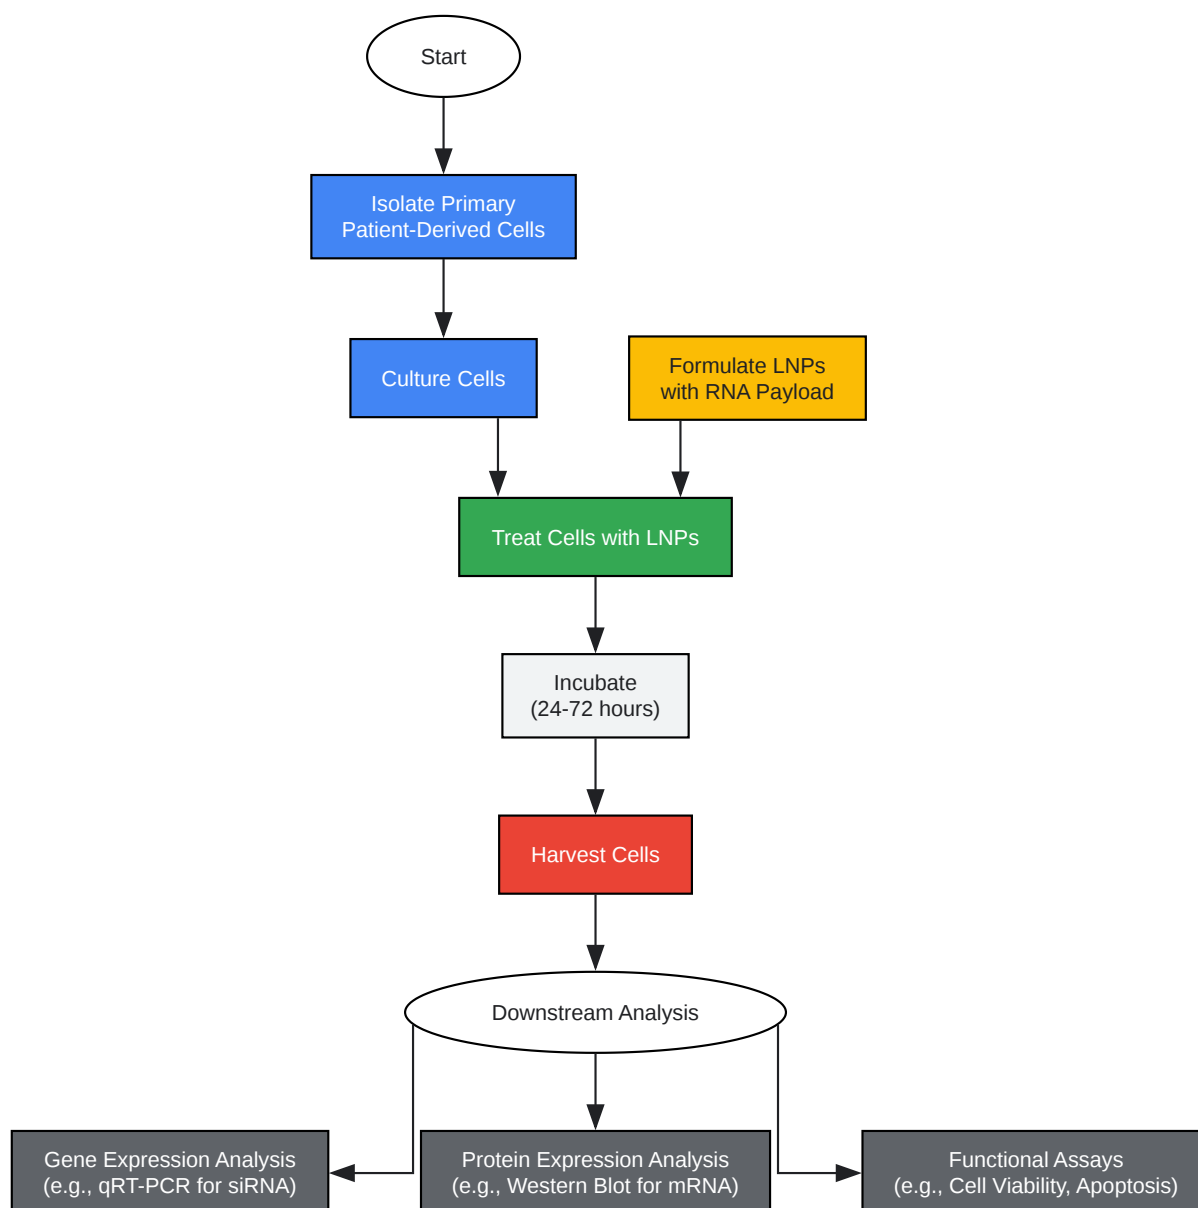 Start
Isolate Primary
Patient-Derived Cells
Culture Cells
Formulate LNPs
with RNA Payload
Treat Cells with LNPs
Incubate
(24-72 hours)
Harvest Cells
Downstream Analysis
Gene Expression Analysis
(e.g., qRT-PCR for siRNA)
Protein Expression Analysis
(e.g., Western Blot for mRNA)
Functional Assays
(e.g., Cell Viability, Apoptosis)